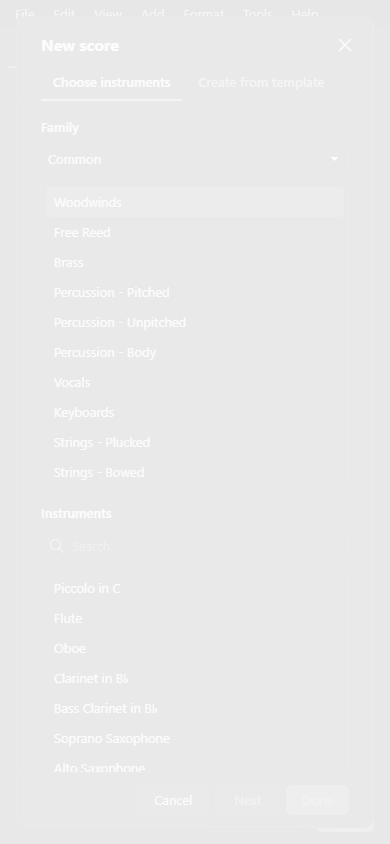 File Edit View Add Format Tools Help
New score
Choose instruments Create from template
Family
Common
Woodwinds
Free Reed
Brass
Percussion - Pitched
Percussion - Unpitched
Percussion - Body
Vocals
Keyboards
Strings - Plucked
Strings - Bowed
Instruments
Search
Piccolo in C
Flute
Oboe
Clarinet in B♭
Bass Clarinet in B♭
Soprano Saxophone
Alto Saxophone
Cancel Next Done